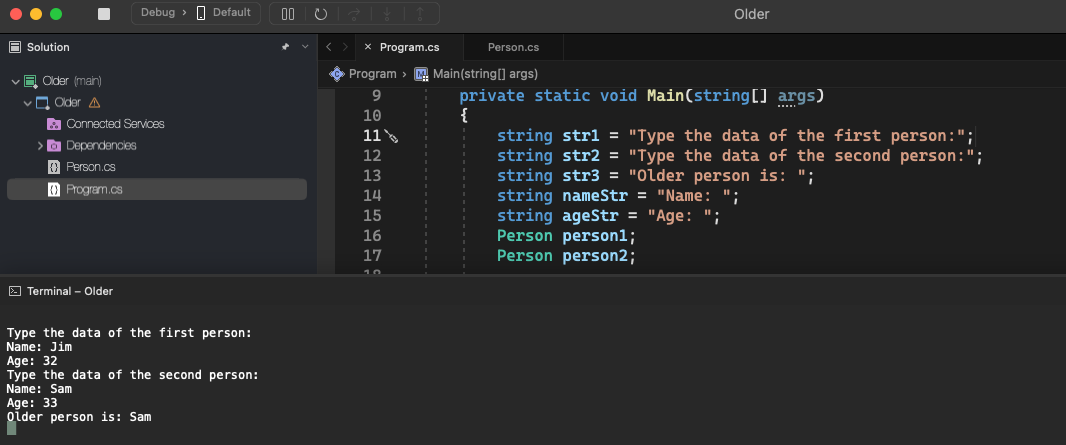 Debug › Default
Older
Solution
Program.cs
Person.cs
Program › Main(string[] args)
Older (main)
Older
Connected Services
Dependencies
Person.cs
Program.cs
9 private static void Main(string[] args)
10 {
11 string str1 = "Type the data of the first person:";
12 string str2 = "Type the data of the second person:";
13 string str3 = "Older person is: ";
14 string nameStr = "Name: ";
15 string ageStr = "Age: ";
16 Person person1;
17 Person person2;
Terminal – Older
Type the data of the first person:
Name: Jim
Age: 32
Type the data of the second person:
Name: Sam
Age: 33
Older person is: Sam